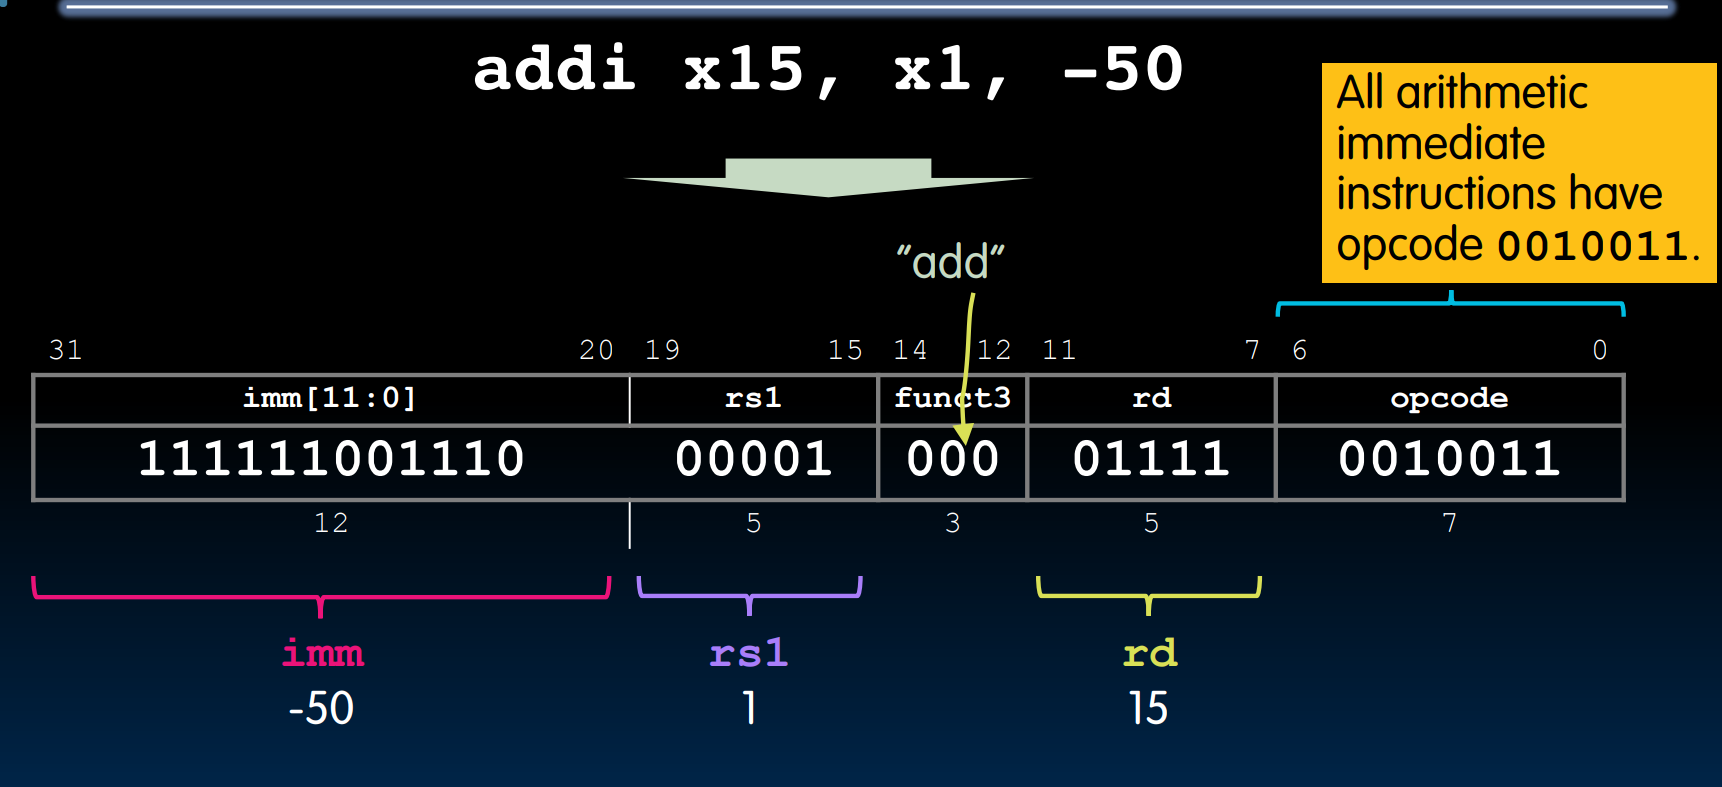 addi x15, x1, -50
All arithmetic
immediate
instructions have
opcode 0010011.
"add"
31 20 19 15 14 12 11 7 6 0
imm[11:0] rs1 funct3 rd opcode
111111001110 00001 000 01111 0010011
12 5 3 5 7
imm rs1 rd
-50 1 15